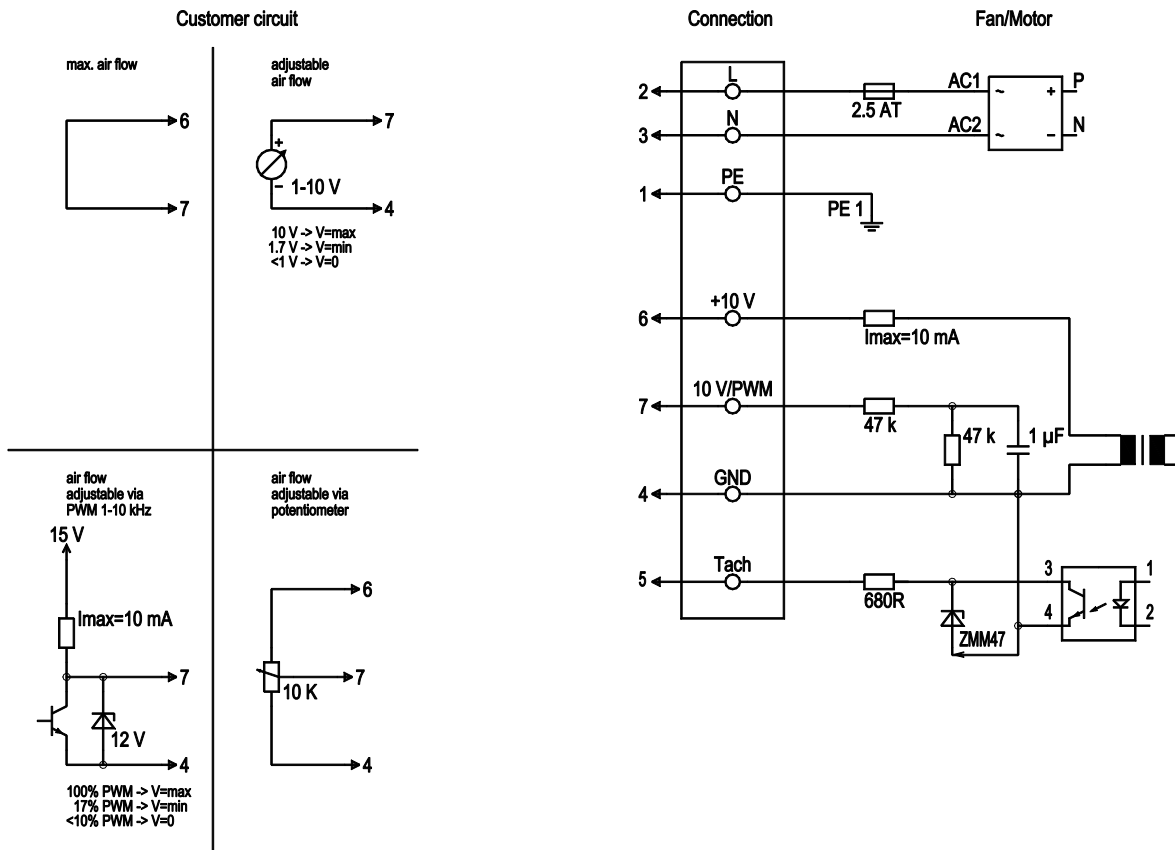 Customer circuit
max. air flow
6
7
adjustable
air flow
7
+
− 1-10 V
4
10 V -> V=max
1.7 V -> V=min
<1 V -> V=0
air flow
adjustable via
PWM 1-10 kHz
15 V
Imax=10 mA
7
12 V
4
100% PWM -> V=max
17% PWM -> V=min
<10% PWM -> V=0
air flow
adjustable via
potentiometer
6
7
10 K
4
Connection
Fan/Motor
2
L
2.5 AT
AC1
~
+
P
3
N
AC2
~
−
N
1
PE
PE 1
6
+10 V
Imax=10 mA
7
10 V/PWM
47 k
47 k
1 µF
4
GND
5
Tach
680R
ZMM47
3
4
1
2